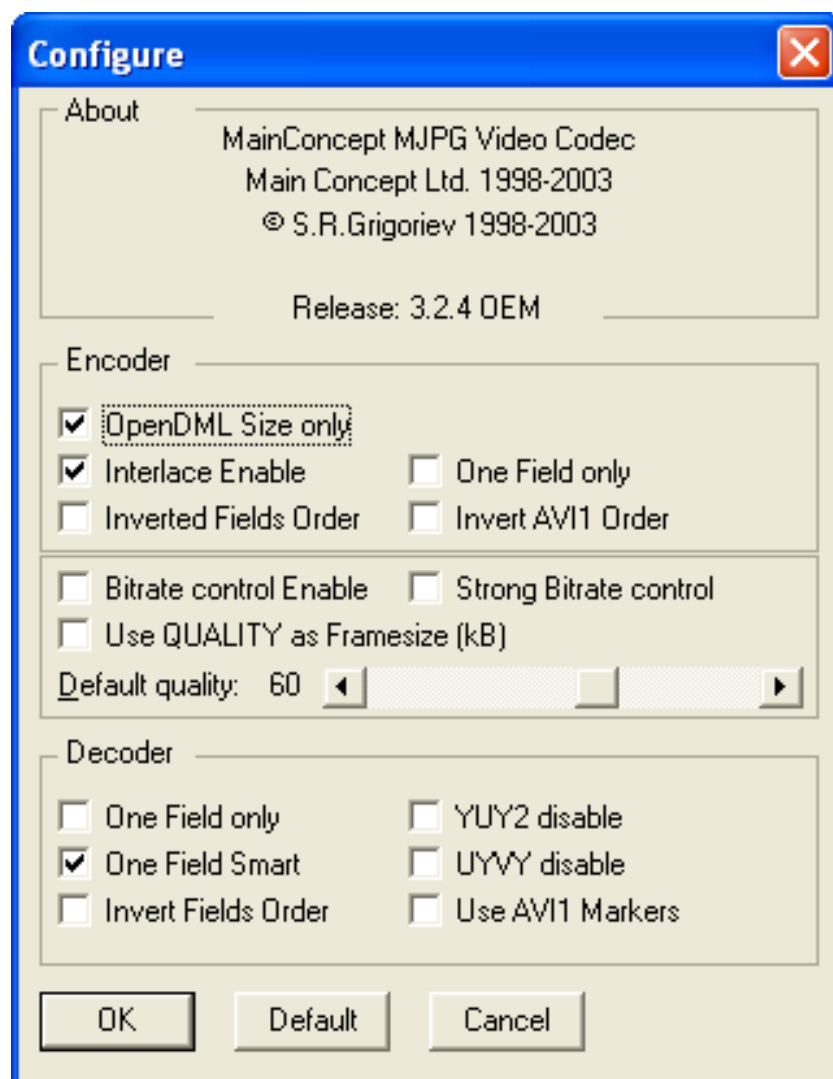 Configure
About
MainConcept MJPG Video Codec
Main Concept Ltd. 1998-2003
© S.R.Grigoriev 1998-2003
Release: 3.2.4 OEM
Encoder
OpenDML Size only
Interlace Enable
One Field only
Inverted Fields Order
Invert AVI1 Order
Bitrate control Enable
Strong Bitrate control
Use QUALITY as Framesize (kB)
Default quality: 60
Decoder
One Field only
YUY2 disable
One Field Smart
UYVY disable
Invert Fields Order
Use AVI1 Markers
OK
Default
Cancel